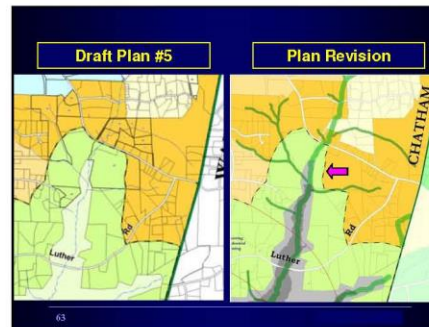 Draft Plan #5
Plan Revision
CHATHAM
Rd
Rd
Luther
Luther
63